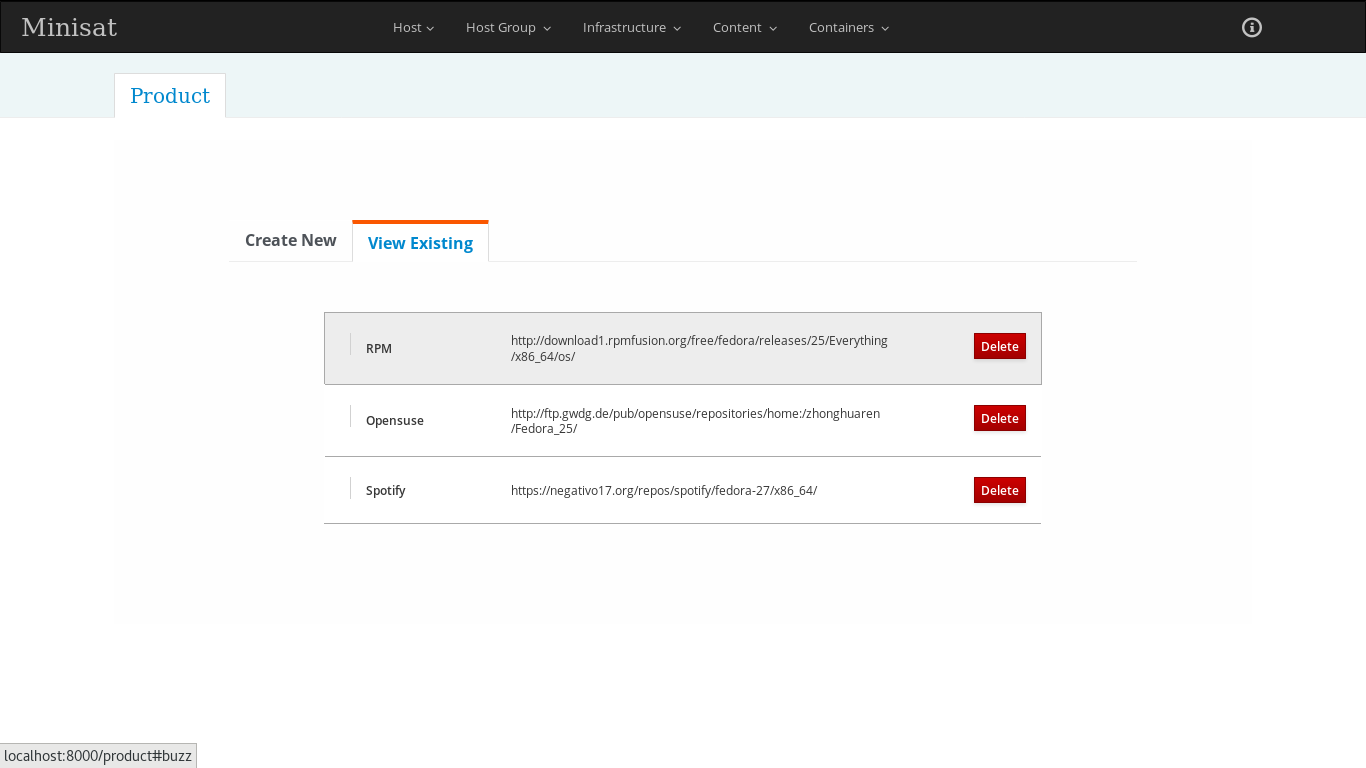 Minisat
Host
Host Group
Infrastructure
Content
Containers
Product
Create New
View Existing
RPM
http://download1.rpmfusion.org/free/fedora/releases/25/Everything
/x86_64/os/
Delete
Opensuse
http://ftp.gwdg.de/pub/opensuse/repositories/home:/zhonghuaren
/Fedora_25/
Delete
Spotify
https://negativo17.org/repos/spotify/fedora-27/x86_64/
Delete
localhost:8000/product#buzz